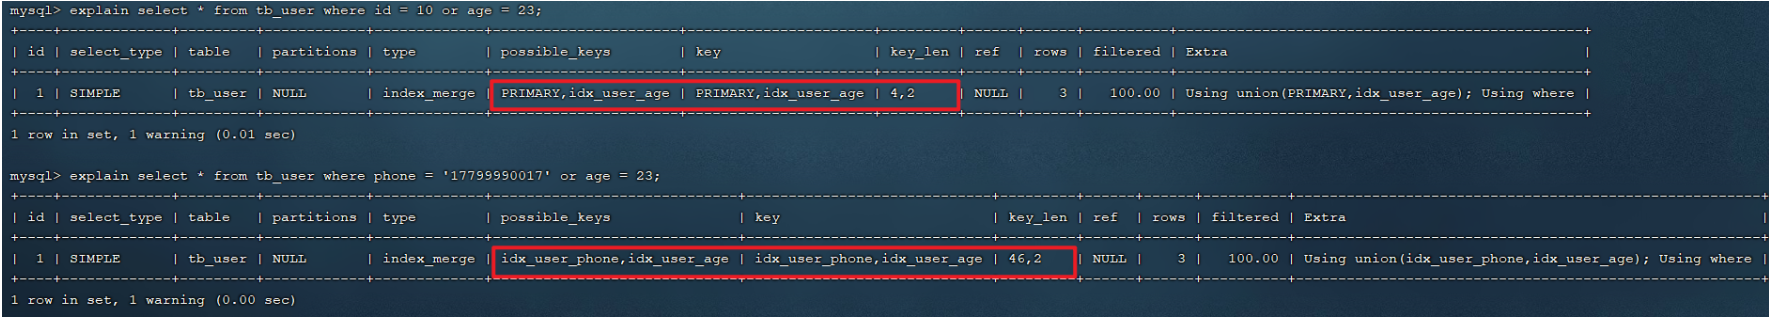 mysql> explain select * from tb_user where id = 10 or age = 23;
+----+-------------+---------+------------+-------------+----------------------+----------------------+---------+------+------+----------+------------------------------------------------+
| id | select_type | table   | partitions | type        | possible_keys        | key                  | key_len | ref  | rows | filtered | Extra                                          |
+----+-------------+---------+------------+-------------+----------------------+----------------------+---------+------+------+----------+------------------------------------------------+
| 1 | SIMPLE      | tb_user | NULL       | index_merge | PRIMARY,idx_user_age | PRIMARY,idx_user_age | 4,2     | NULL | 3 | 100.00 | Using union(PRIMARY,idx_user_age); Using where |
+----+-------------+---------+------------+-------------+----------------------+----------------------+---------+------+------+----------+------------------------------------------------+
1 row in set, 1 warning (0.01 sec)
mysql> explain select * from tb_user where phone = '17799990017' or age = 23;
+----+-------------+---------+------------+-------------+-----------------------------+-----------------------------+---------+------+------+----------+-------------------------------------------------------+
| id | select_type | table   | partitions | type        | possible_keys               | key                         | key_len | ref  | rows | filtered | Extra                                                 |
+----+-------------+---------+------------+-------------+-----------------------------+-----------------------------+---------+------+------+----------+-------------------------------------------------------+
| 1 | SIMPLE      | tb_user | NULL       | index_merge | idx_user_phone,idx_user_age | idx_user_phone,idx_user_age | 46,2    | NULL | 3 | 100.00 | Using union(idx_user_phone,idx_user_age); Using where |
+----+-------------+---------+------------+-------------+-----------------------------+-----------------------------+---------+------+------+----------+-------------------------------------------------------+
1 row in set, 1 warning (0.00 sec)